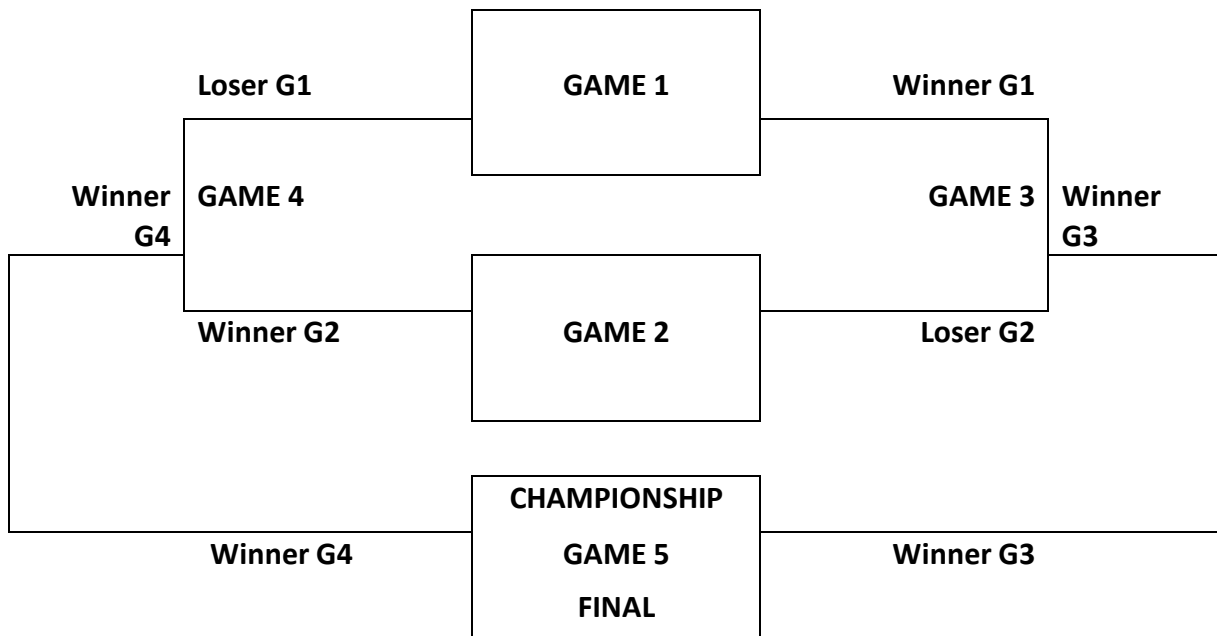 Loser G1
GAME 1
Winner G1
Winner
G4
GAME 4
GAME 3
Winner
G3
Winner G2
GAME 2
Loser G2
CHAMPIONSHIP
Winner G4
GAME 5
Winner G3
FINAL